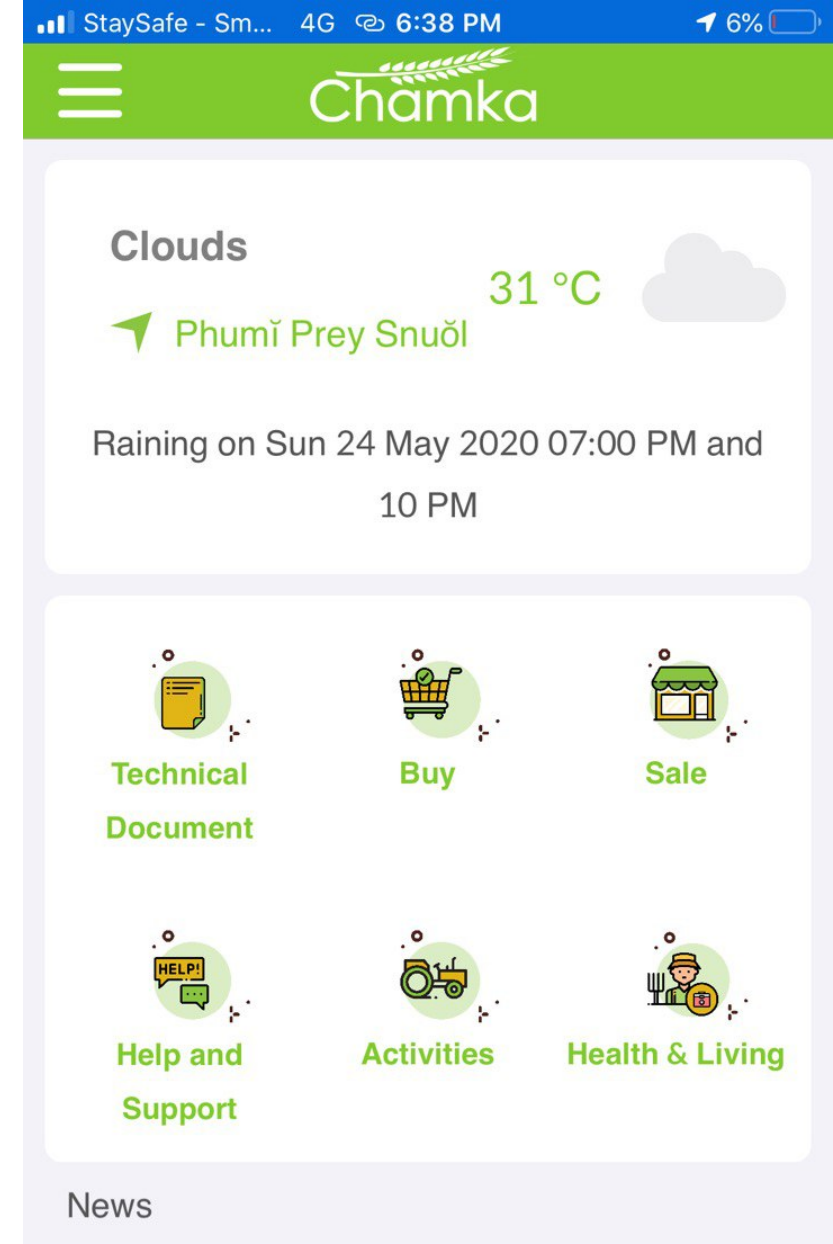 StaySafe - Sm... 4G 6:38 PM 6%
Chamka
Clouds
31 °C
Phumĭ Prey Snuŏl
Raining on Sun 24 May 2020 07:00 PM and
10 PM
Technical
Document
Buy
Sale
HELP!
Help and
Support
Activities
Health & Living
News